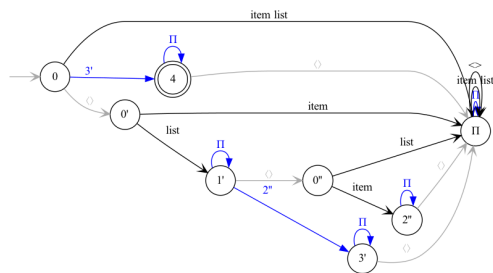 item list
<>
Π
⟨⟩
item list
3'
Π
0
4
⟨⟩
0'
item
Π
list
list
Π
1'
⟨⟩
0''
2''
item
Π
⟨⟩
2''
Π
3'
⟨⟩